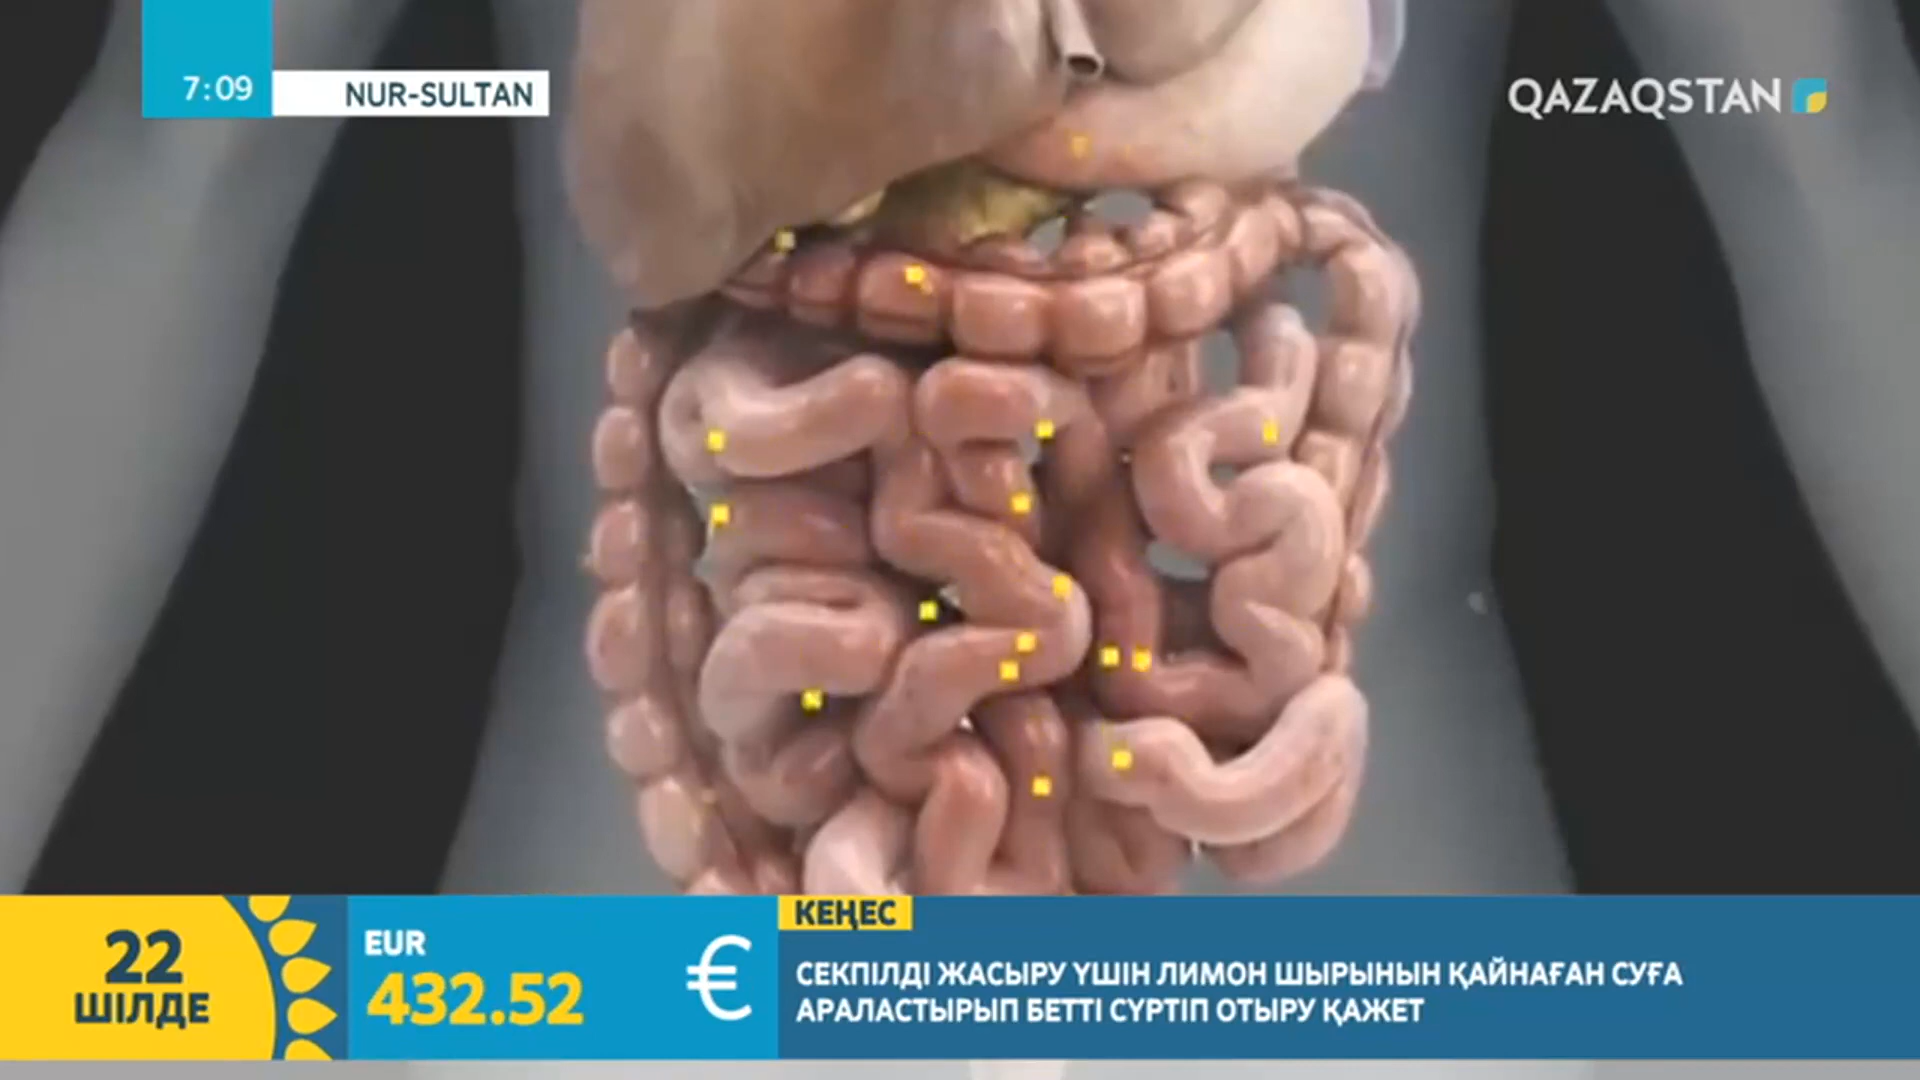 7:09
NUR-SULTAN
QAZAQSTAN
22
ШІЛДЕ
EUR
432.52
€
КЕҢЕС
СЕКПІЛДІ ЖАСЫРУ ҮШІН ЛИМОН ШЫРЫНЫН ҚАЙНАҒАН СУҒА
АРАЛАСТЫРЫП БЕТТІ СҮРТІП ОТЫРУ ҚАЖЕТ